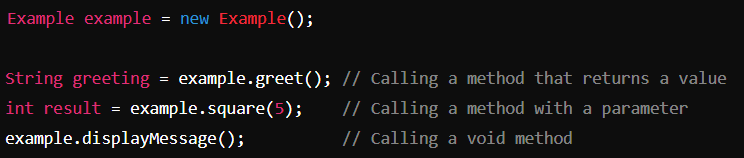 Example example = new Example();
String greeting = example.greet(); // Calling a method that returns a value
int result = example.square(5);    // Calling a method with a parameter
example.displayMessage();          // Calling a void method